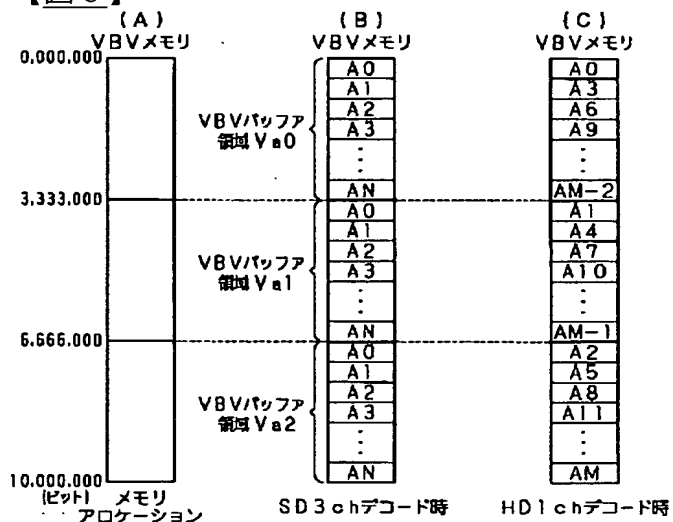 【図6】
(A)
VBVメモリ
(B)
VBVメモリ
(C)
VBVメモリ
0,000,000
3,333,000
6,666,000
10,000,000
(ビット)
メモリ
アロケーション
VBVバッファ
領域Va0
VBVバッファ
領域Va1
VBVバッファ
領域Va2
A0
A1
A2
A3
AN
A0
A1
A2
A3
AN
A0
A1
A2
A3
AN
SD3chデコード時
A0
A3
A6
A9
AM-2
A1
A4
A7
A10
AM-1
A2
A5
A8
A11
AM
HD1chデコード時